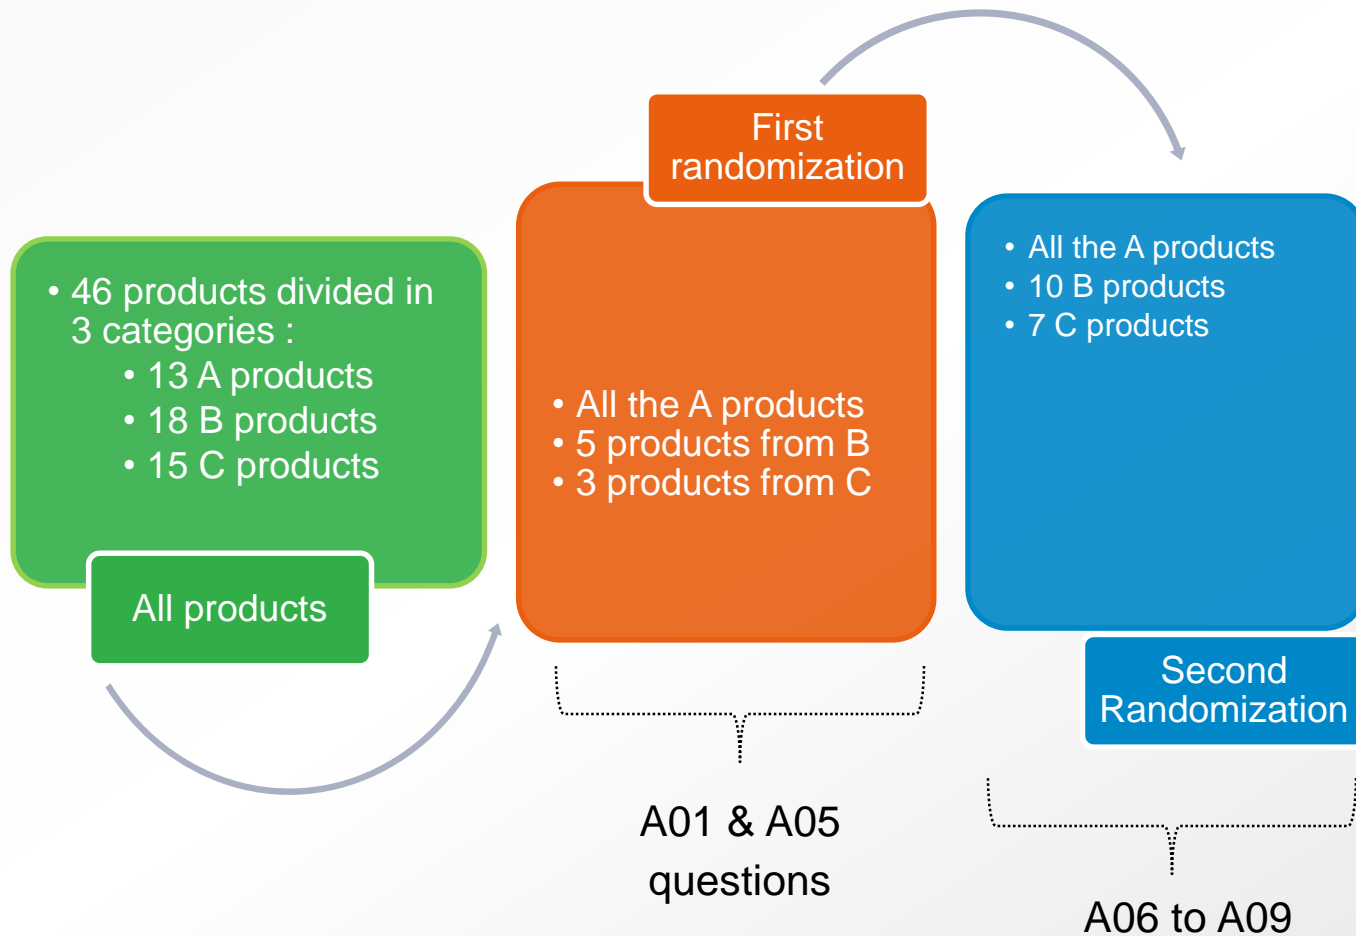 • 46 products divided in
3 categories :
• 13 A products
• 18 B products
• 15 C products
All products
First
randomization
• All the A products
• 5 products from B
• 3 products from C
A01 & A05
questions
• All the A products
• 10 B products
• 7 C products
Second
Randomization
A06 to A09